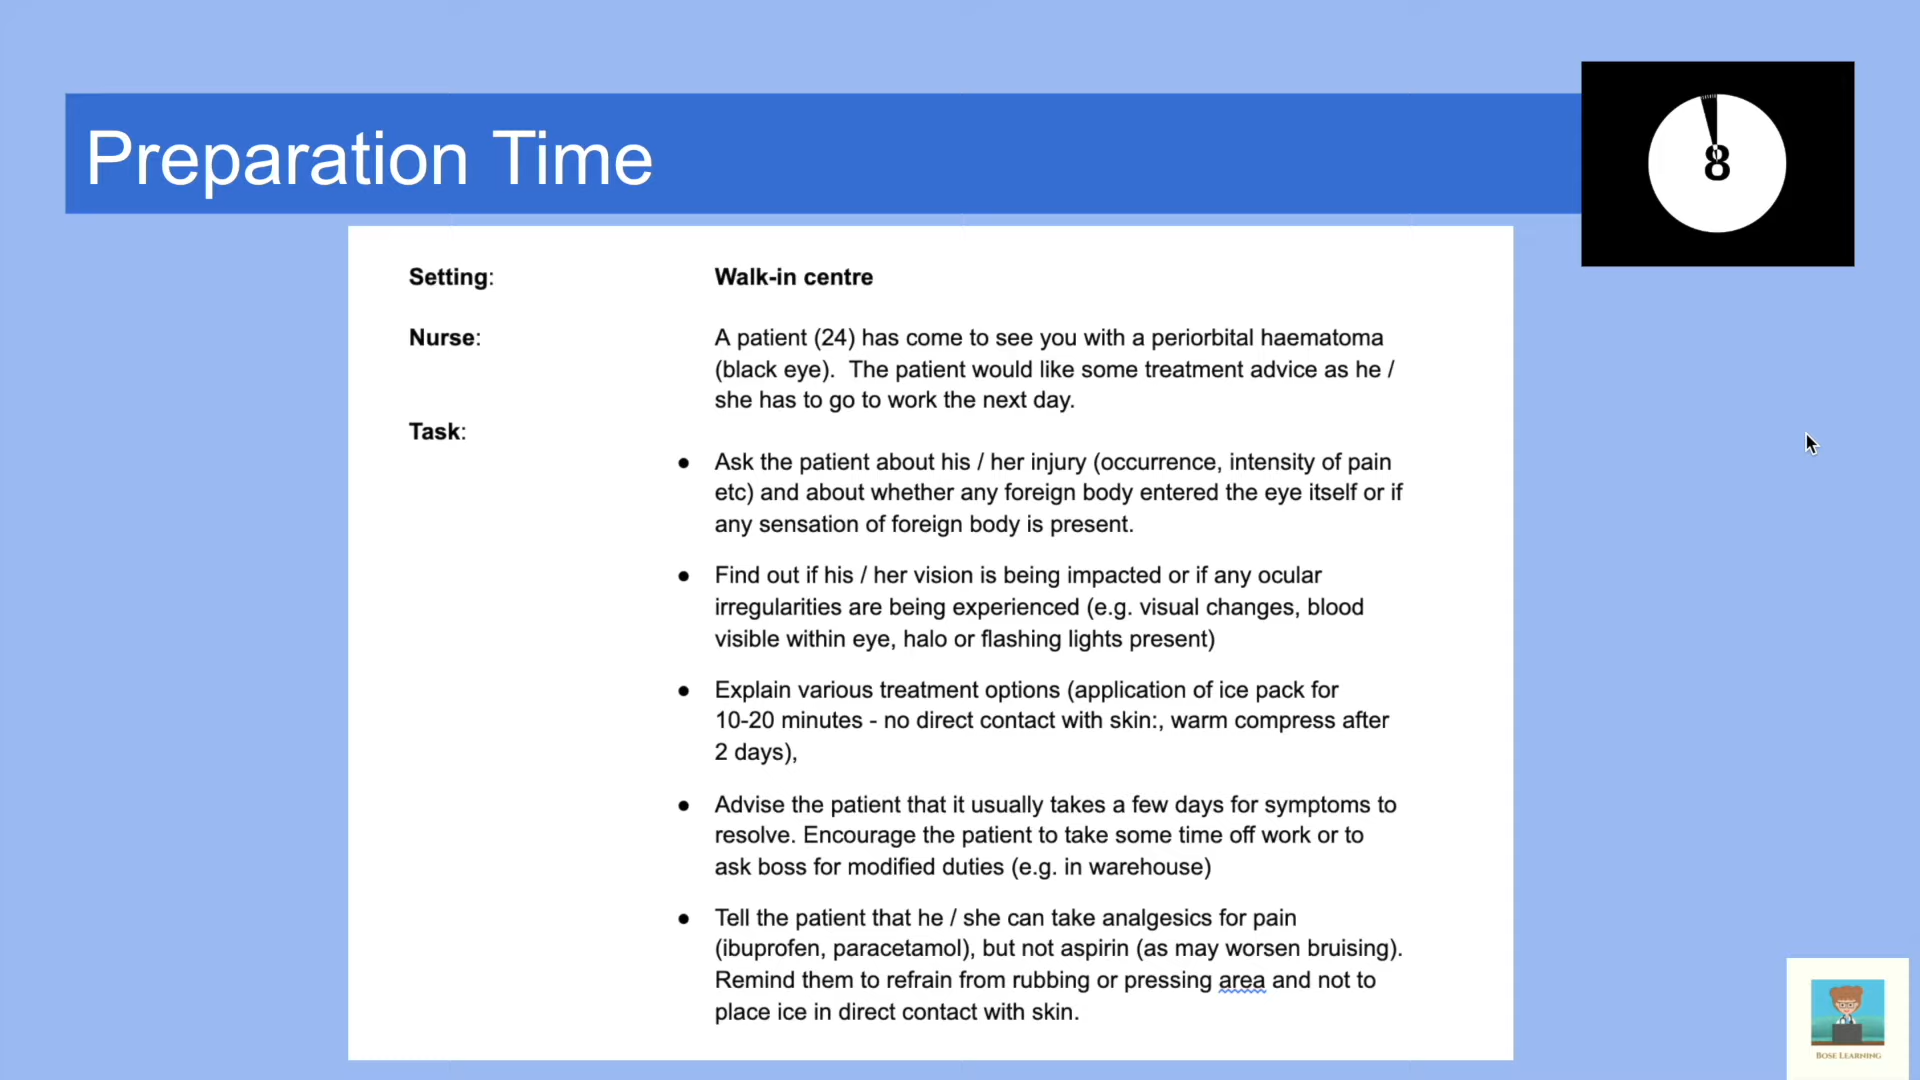 Preparation Time
8
Setting:
Walk-in centre
Nurse:
A patient (24) has come to see you with a periorbital haematoma
(black eye).  The patient would like some treatment advice as he /
she has to go to work the next day.
Task:
● Ask the patient about his / her injury (occurrence, intensity of pain
etc) and about whether any foreign body entered the eye itself or if
any sensation of foreign body is present.
● Find out if his / her vision is being impacted or if any ocular
irregularities are being experienced (e.g. visual changes, blood
visible within eye, halo or flashing lights present)
● Explain various treatment options (application of ice pack for
10-20 minutes - no direct contact with skin:, warm compress after
2 days),
● Advise the patient that it usually takes a few days for symptoms to
resolve. Encourage the patient to take some time off work or to
ask boss for modified duties (e.g. in warehouse)
● Tell the patient that he / she can take analgesics for pain
(ibuprofen, paracetamol), but not aspirin (as may worsen bruising).
Remind them to refrain from rubbing or pressing area and not to
place ice in direct contact with skin.
BOSE LEARNING